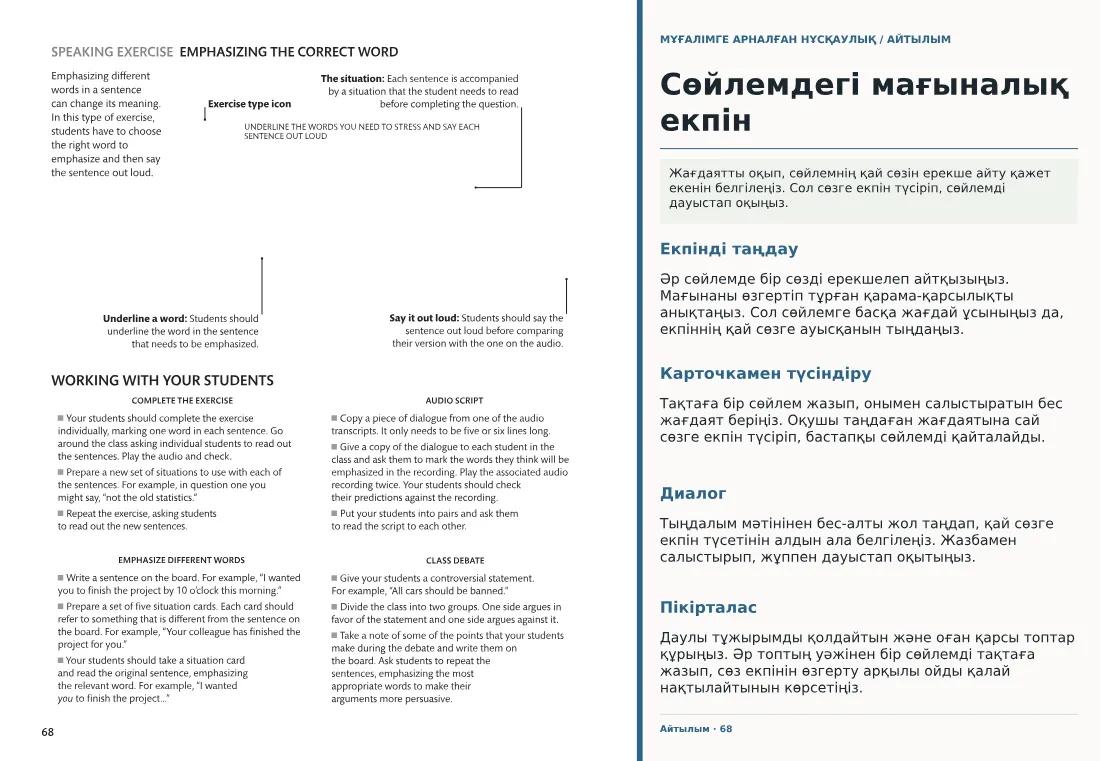 SPEAKING EXERCISE EMPHASIZING THE CORRECT WORD
Emphasizing different
words in a sentence
can change its meaning.
In this type of exercise,
students have to choose
the right word to
emphasize and then say
the sentence out loud.
Exercise type icon
The situation: Each sentence is accompanied
by a situation that the student needs to read
before completing the question.
UNDERLINE THE WORDS YOU NEED TO STRESS AND SAY EACH
SENTENCE OUT LOUD
Underline a word: Students should
underline the word in the sentence
that needs to be emphasized.
Say it out loud: Students should say the
sentence out loud before comparing
their version with the one on the audio.
WORKING WITH YOUR STUDENTS
COMPLETE THE EXERCISE
■ Your students should complete the exercise
individually, marking one word in each sentence. Go
around the class asking individual students to read out
the sentences. Play the audio and check.
■ Prepare a new set of situations to use with each of
the sentences. For example, in question one you
might say, “not the old statistics.”
■ Repeat the exercise, asking students
to read out the new sentences.
EMPHASIZE DIFFERENT WORDS
■ Write a sentence on the board. For example, “I wanted
you to finish the project by 10 o’clock this morning.”
■ Prepare a set of five situation cards. Each card should
refer to something that is different from the sentence on
the board. For example, “Your colleague has finished the
project for you.”
■ Your students should take a situation card
and read the original sentence, emphasizing
the relevant word. For example, “I wanted
you to finish the project...”
AUDIO SCRIPT
■ Copy a piece of dialogue from one of the audio
transcripts. It only needs to be five or six lines long.
■ Give a copy of the dialogue to each student in the
class and ask them to mark the words they think will be
emphasized in the recording. Play the associated audio
recording twice. Your students should check
their predictions against the recording.
■ Put your students into pairs and ask them
to read the script to each other.
CLASS DEBATE
■ Give your students a controversial statement.
For example, “All cars should be banned.”
■ Divide the class into two groups. One side argues in
favor of the statement and one side argues against it.
■ Take a note of some of the points that your students
make during the debate and write them on
the board. Ask students to repeat the
sentences, emphasizing the most
appropriate words to make their
arguments more persuasive.
68
МҰҒАЛІМГЕ АРНАЛҒАН НҰСҚАУЛЫҚ / АЙТЫЛЫМ
Сөйлемдегі мағыналық
екпін
Жағдаятты оқып, сөйлемнің қай сөзін ерекше айту қажет
екенін белгілеңіз. Сол сөзге екпін түсіріп, сөйлемді
дауыстап оқыңыз.
Екпінді таңдау
Әр сөйлемде бір сөзді ерекшелеп айтқызыңыз.
Мағынаны өзгертіп тұрған қарама-қарсылықты
анықтаңыз. Сол сөйлемге басқа жағдай ұсыныңыз да,
екпіннің қай сөзге ауысқанын тыңдаңыз.
Карточкамен түсіндіру
Тақтаға бір сөйлем жазып, онымен салыстыратын бес
жағдаят беріңіз. Оқушы таңдаған жағдаятына сай
сөзге екпін түсіріп, бастапқы сөйлемді қайталайды.
Диалог
Тыңдалым мәтінінен бес-алты жол таңдап, қай сөзге
екпін түсетінін алдын ала белгілеңіз. Жазбамен
салыстырып, жұппен дауыстап оқытыңыз.
Пікірталас
Даулы тұжырымды қолдайтын және оған қарсы топтар
құрыңыз. Әр топтың уәжінен бір сөйлемді тақтаға
жазып, сөз екпінін өзгерту арқылы ойды қалай
нақтылайтынын көрсетіңіз.
Айтылым · 68